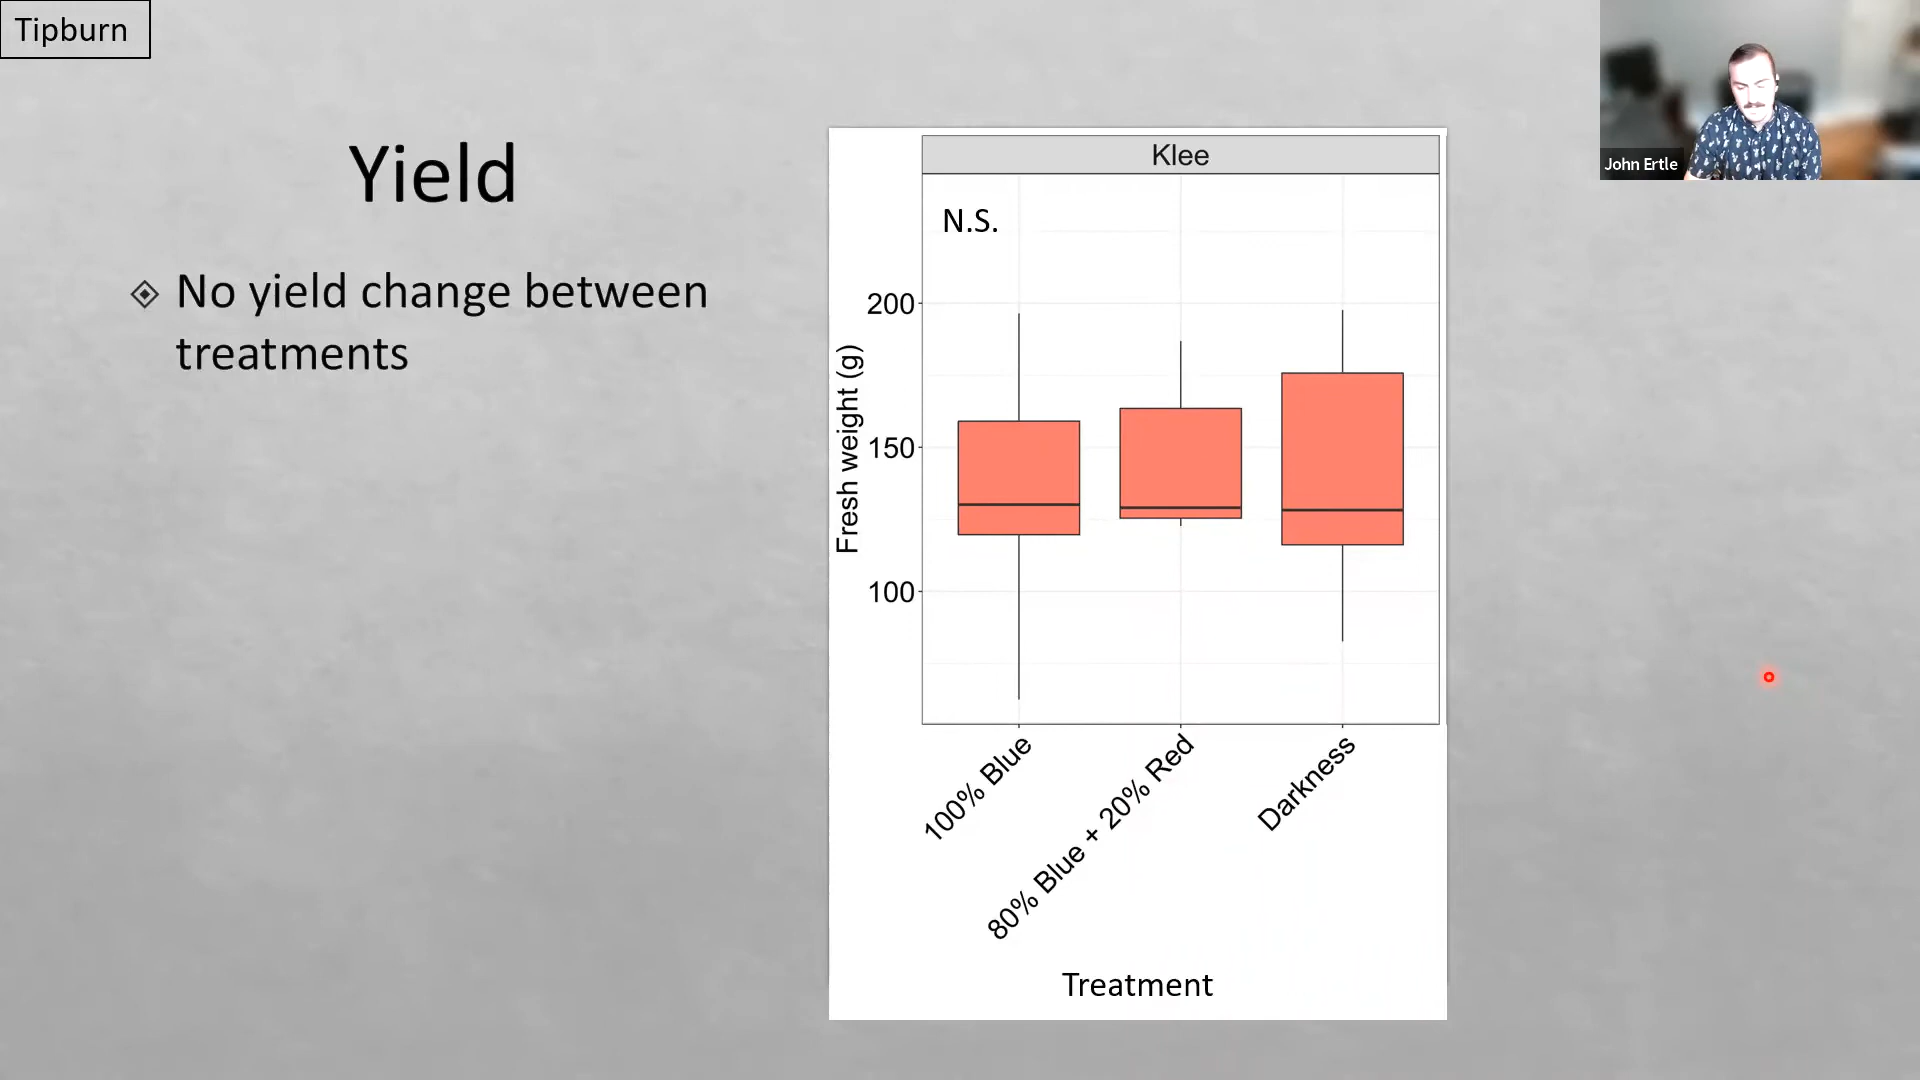 Tipburn
Yield
No yield change between
treatments
Klee
N.S.
200
150
100
Fresh weight (g)
100% Blue
80% Blue + 20% Red
Darkness
Treatment
John Ertle